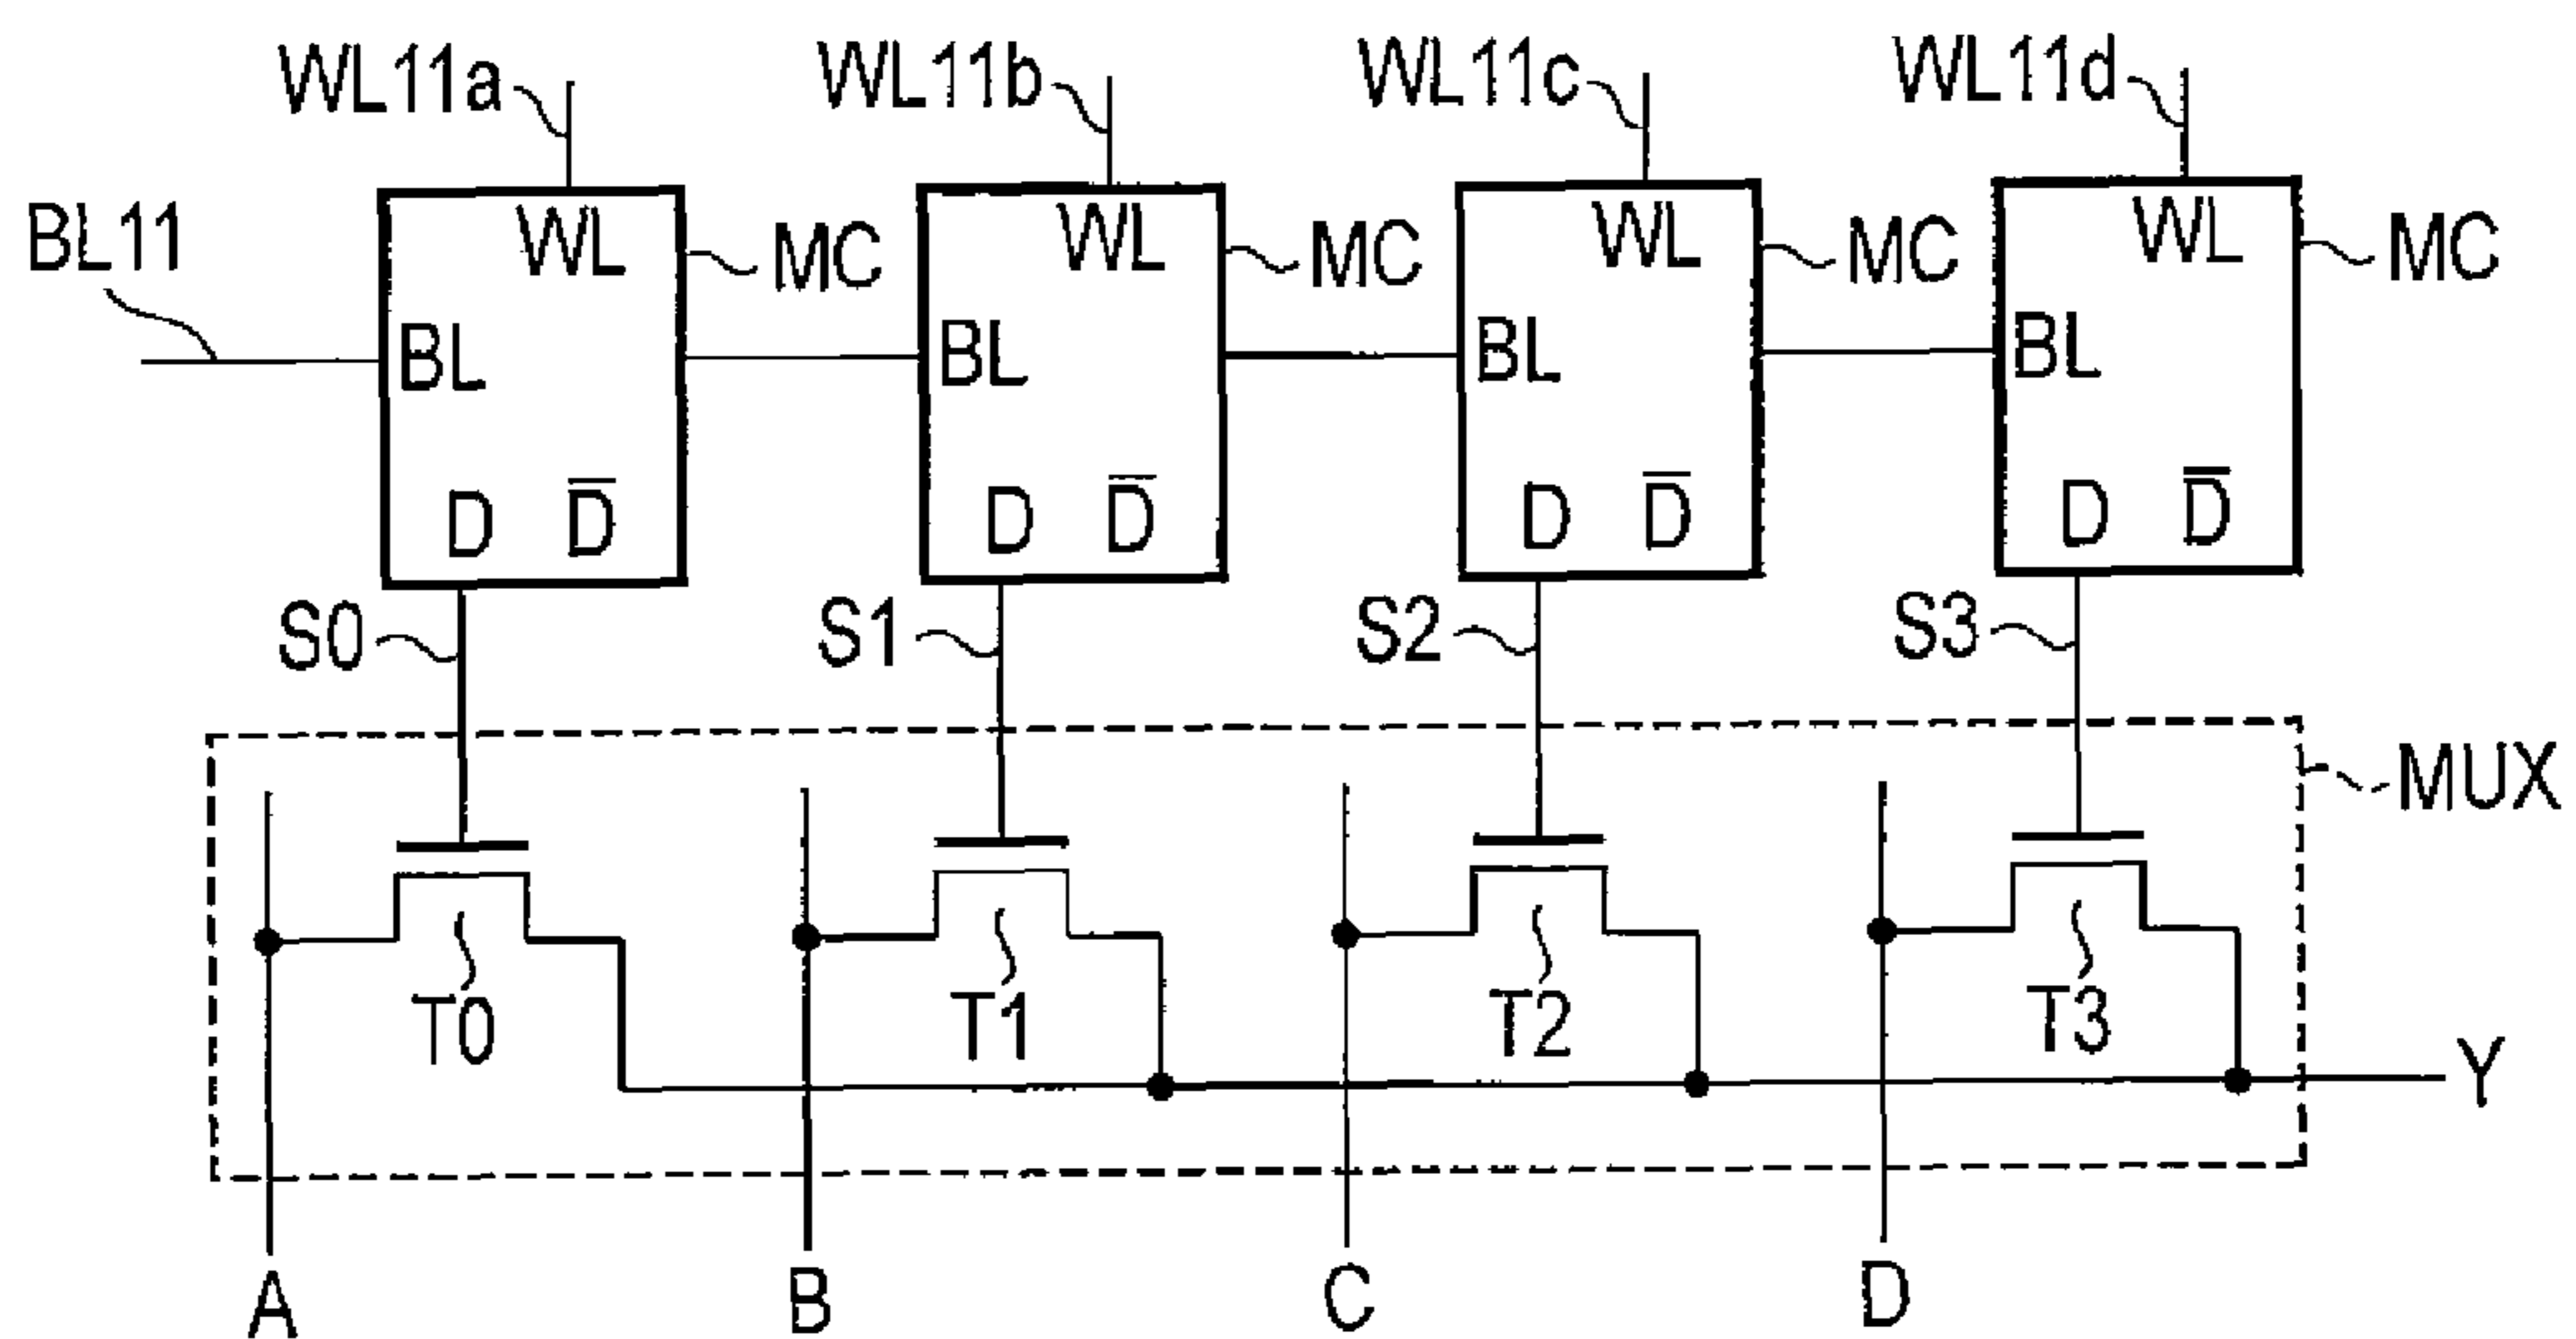 WL11a WL11b WL11c WL11d
BL11 WL MC WL MC WL MC WL MC
BL BL BL BL
D D̅ D D̅ D D̅ D D̅
S0 S1 S2 S3
MUX
T0 T1 T2 T3
Y
A B C D